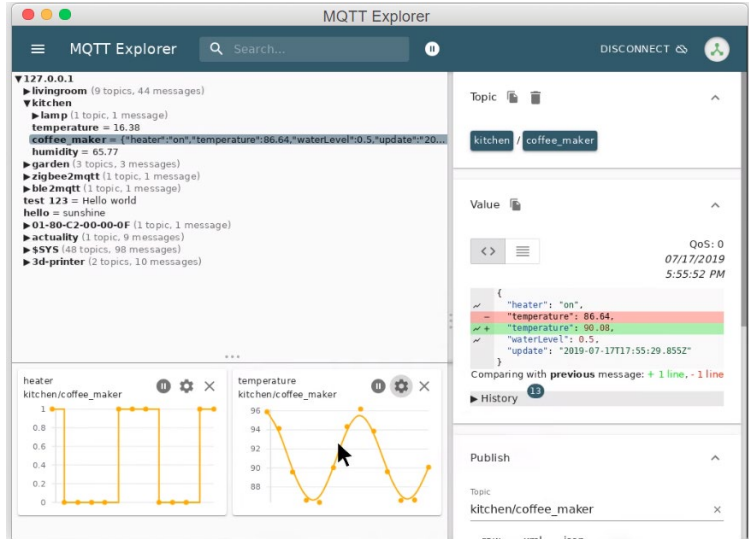 MQTT Explorer
MQTT Explorer
Search...
DISCONNECT
▼127.0.0.1
▶livingroom (9 topics, 44 messages)
▼kitchen
▶lamp (1 topic, 1 message)
temperature = 16.38
coffee_maker = {"heater":"on","temperature":86.64,"waterLevel":0.5,"update":"20...
humidity = 65.77
▶garden (3 topics, 3 messages)
▶zigbee2mqtt (1 topic, 1 message)
▶ble2mqtt (1 topic, 1 message)
test 123 = Hello world
hello = sunshine
▶01-80-C2-00-00-0F (1 topic, 1 message)
▶actuality (1 topic, 9 messages)
▶$SYS (48 topics, 98 messages)
▶3d-printer (2 topics, 10 messages)
heater
kitchen/coffee_maker
1
0.8
0.6
0.4
0.2
0
temperature
kitchen/coffee_maker
96
94
92
90
88
Topic
kitchen / coffee_maker
Value
QoS: 0
07/17/2019
5:55:52 PM
{
"heater": "on",
- "temperature": 86.64,
+ "temperature": 90.08,
"waterLevel": 0.5,
"update": "2019-07-17T17:55:29.855Z"
}
Comparing with previous message: + 1 line, - 1 line
▶ History 13
Publish
Topic
kitchen/coffee_maker